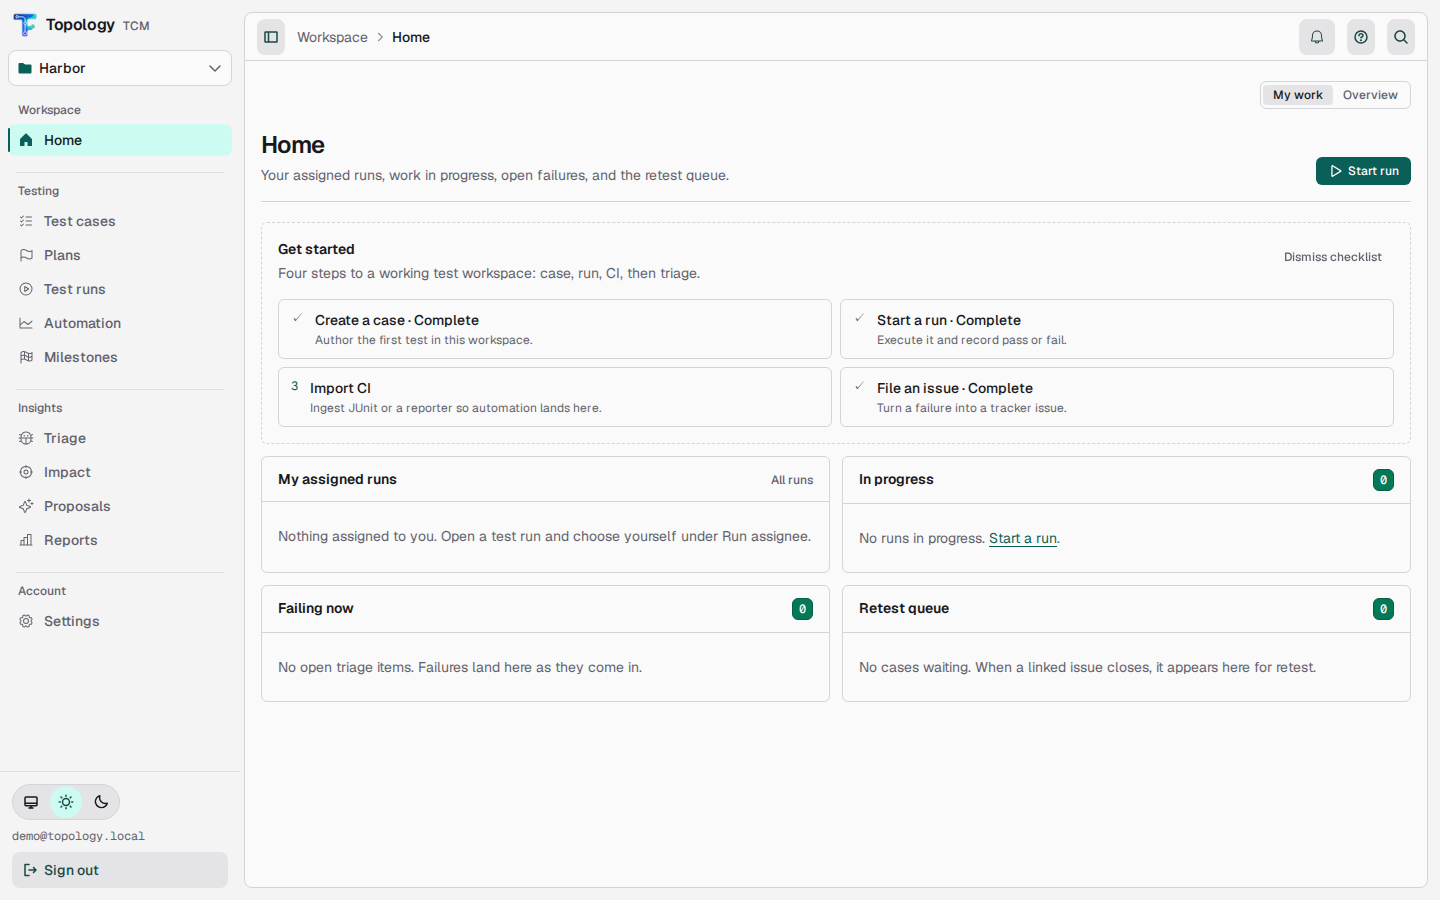 Topology TCM
Harbor
Workspace
Home
Testing
Test cases
Plans
Test runs
Automation
Milestones
Insights
Triage
Impact
Proposals
Reports
Account
Settings
demo@topology.local
Sign out
Workspace > Home
My work Overview
Home
Your assigned runs, work in progress, open failures, and the retest queue.
Start run
Get started
Four steps to a working test workspace: case, run, CI, then triage.
Dismiss checklist
✓ Create a case · Complete
Author the first test in this workspace.
✓ Start a run · Complete
Execute it and record pass or fail.
3 Import CI
Ingest JUnit or a reporter so automation lands here.
✓ File an issue · Complete
Turn a failure into a tracker issue.
My assigned runs All runs
Nothing assigned to you. Open a test run and choose yourself under Run assignee.
In progress 0
No runs in progress. Start a run.
Failing now 0
No open triage items. Failures land here as they come in.
Retest queue 0
No cases waiting. When a linked issue closes, it appears here for retest.